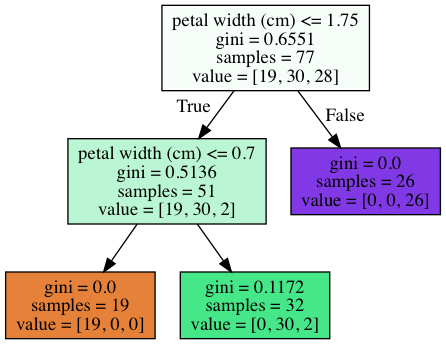 petal width (cm) <= 1.75
gini = 0.6551
samples = 77
value = [19, 30, 28]
True
False
petal width (cm) <= 0.7
gini = 0.5136
samples = 51
value = [19, 30, 2]
gini = 0.0
samples = 26
value = [0, 0, 26]
gini = 0.0
samples = 19
value = [19, 0, 0]
gini = 0.1172
samples = 32
value = [0, 30, 2]